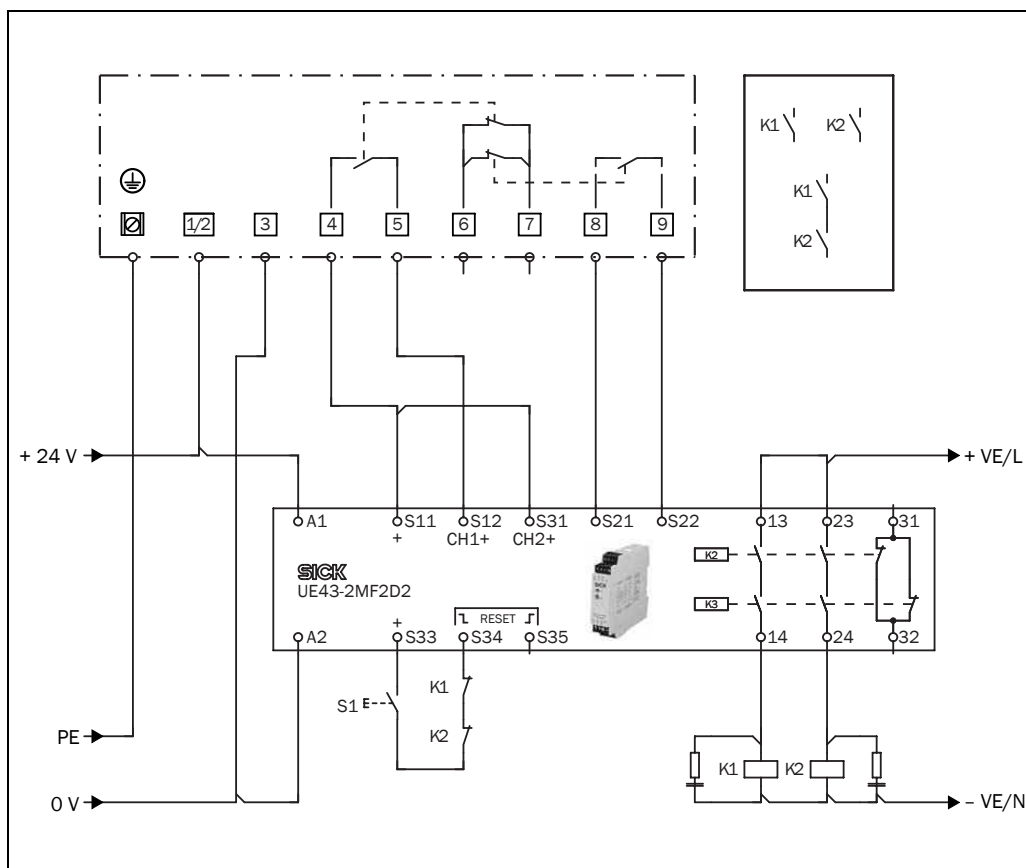 K1 K2
K1
K2
1/2 3 4 5 6 7 8 9
+ 24 V
+ VE/L
A1 S11 S12 S31 S21 S22 13 23 31
+ CH1+ CH2+
SICK
UE43-2MF2D2
K2
K3
RESET
+
A2 S33 S34 S35 14 24 32
S1 K1
K2
PE
K1 K2
0 V
– VE/N